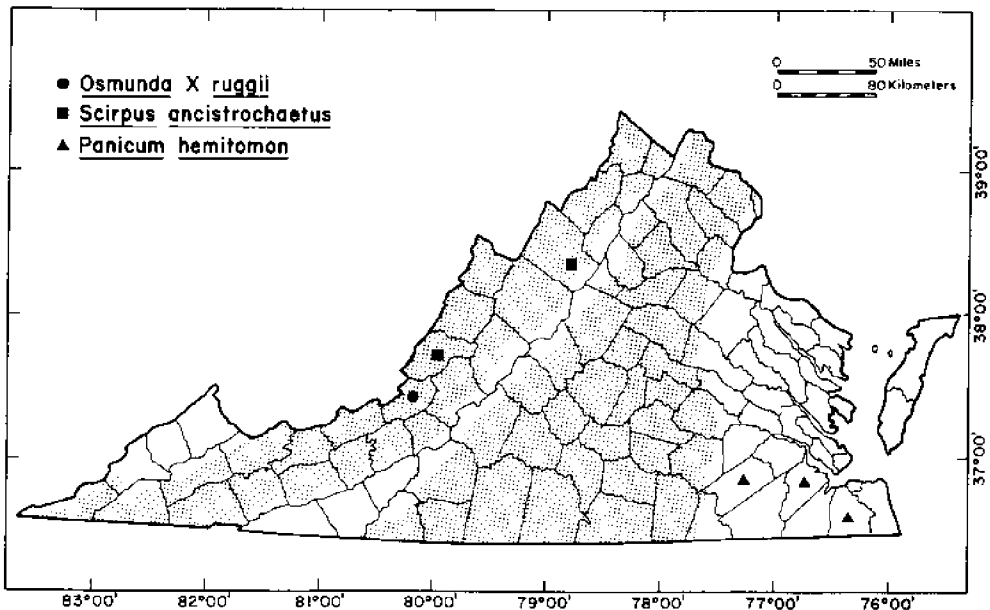 Osmunda X ruggii
Scirpus ancistrochaetus
Panicum hemitomon
0 50 Miles
0 80 Kilometers
39°00'
38°00'
37°00'
83°00' 82°00' 81°00' 80°00' 79°00' 78°00' 77°00' 76°00'